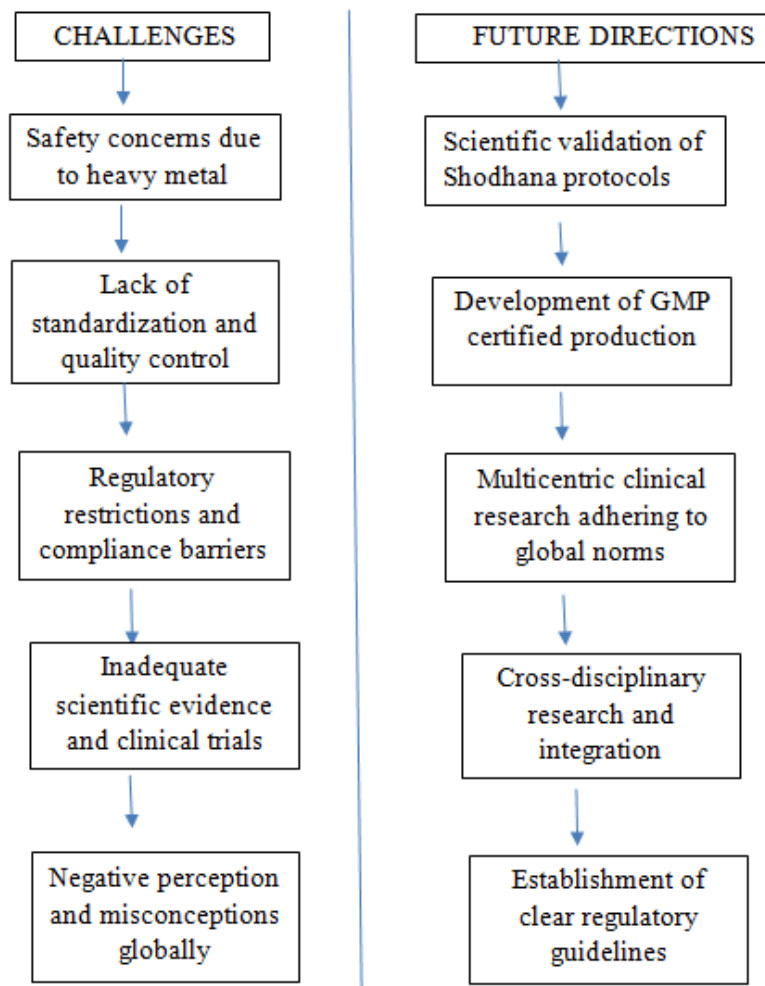 CHALLENGES
Safety concerns due
to heavy metal
Lack of
standardization and
quality control
Regulatory
restrictions and
compliance barriers
Inadequate
scientific evidence
and clinical trials
Negative perception
and misconceptions
globally
FUTURE DIRECTIONS
Scientific validation of
Shodhana protocols
Development of GMP
certified production
Multicentric clinical
research adhering to
global norms
Cross-disciplinary
research and
integration
Establishment of
clear regulatory
guidelines